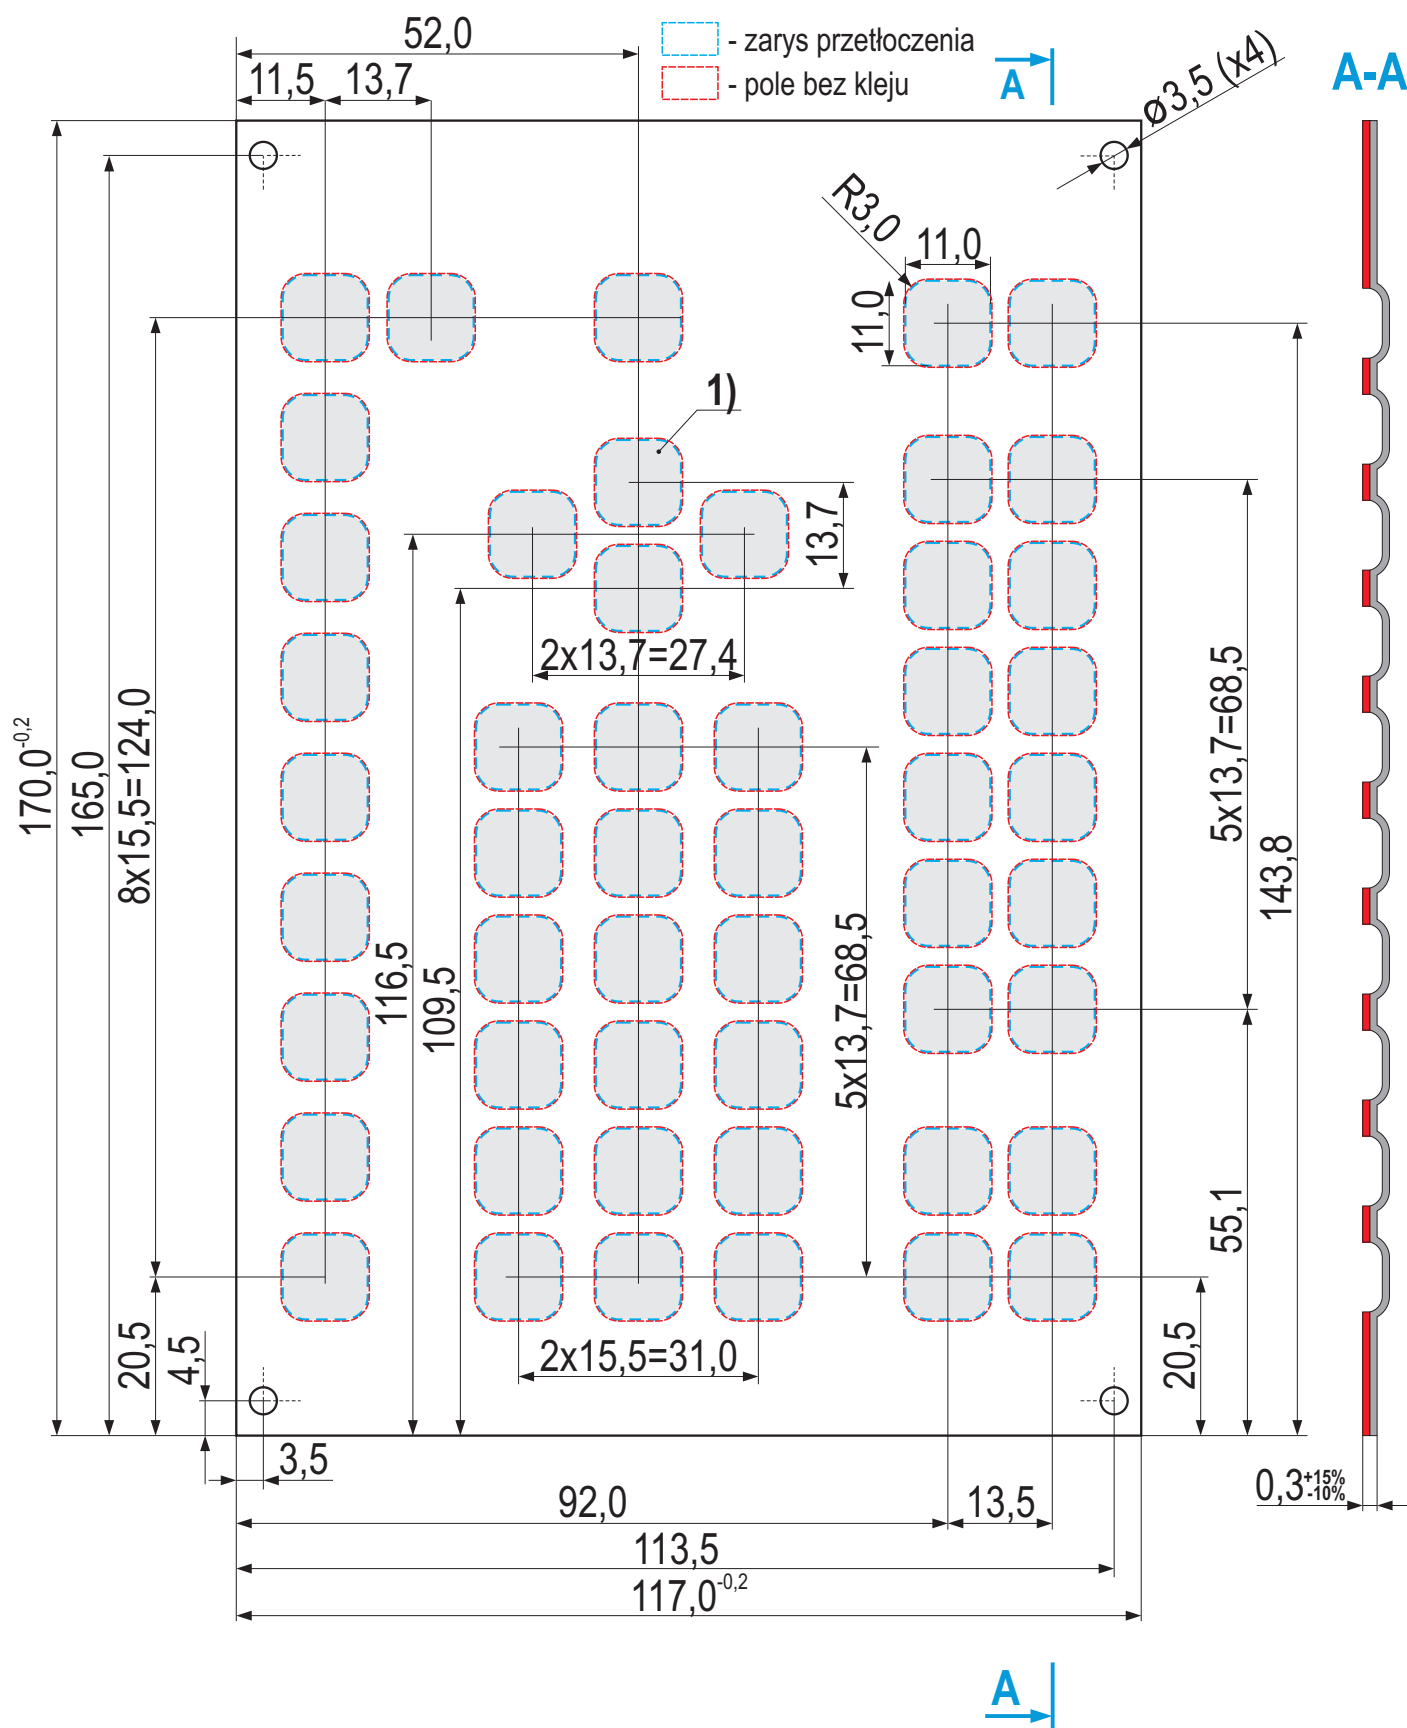 52,0
- zarys przetłoczenia
11,5
13,7
- pole bez kleju
A
ø3,5 (x4)
A-A
R3,0
11,0
11,0
1)
13,7
2x13,7=27,4
170,0-0,2
165,0
8x15,5=124,0
116,5
109,5
5x13,7=68,5
5x13,7=68,5
143,8
55,1
20,5
4,5
2x15,5=31,0
20,5
3,5
0,3+15%
-10%
92,0
13,5
113,5
117,0-0,2
A